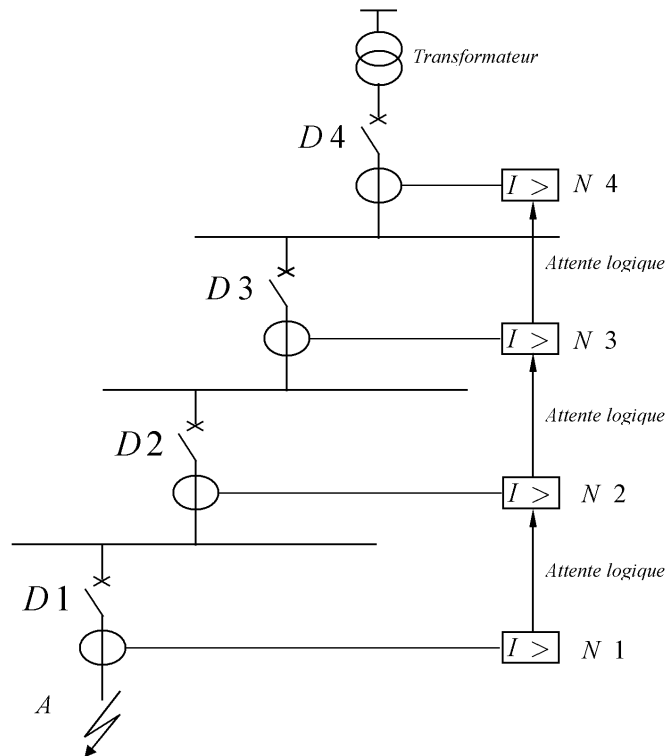 Transformateur
D 4
I > N 4
Attente logique
D 3
I > N 3
Attente logique
D 2
I > N 2
Attente logique
D 1
I > N 1
A